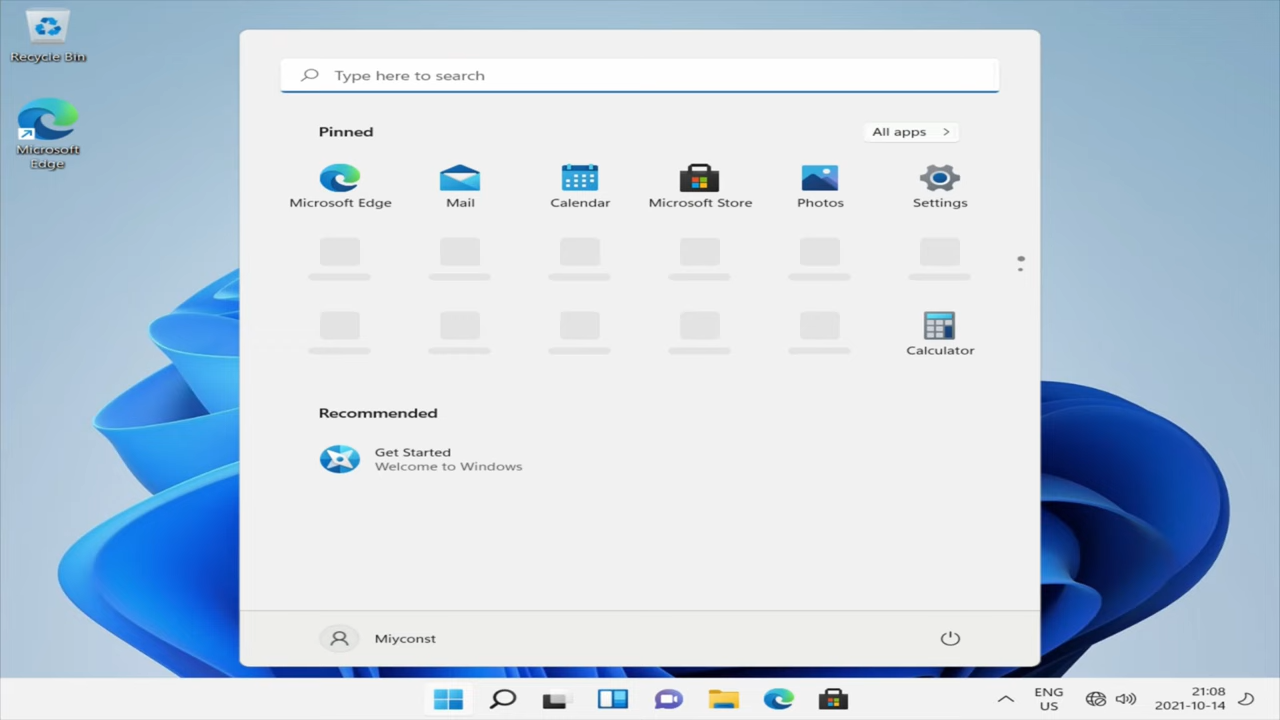 Recycle Bin
Microsoft
Edge
Type here to search
Pinned
All apps
Microsoft Edge
Mail
Calendar
Microsoft Store
Photos
Settings
Calculator
Recommended
Get Started
Welcome to Windows
Miyconst
ENG
US
21:08
2021-10-14